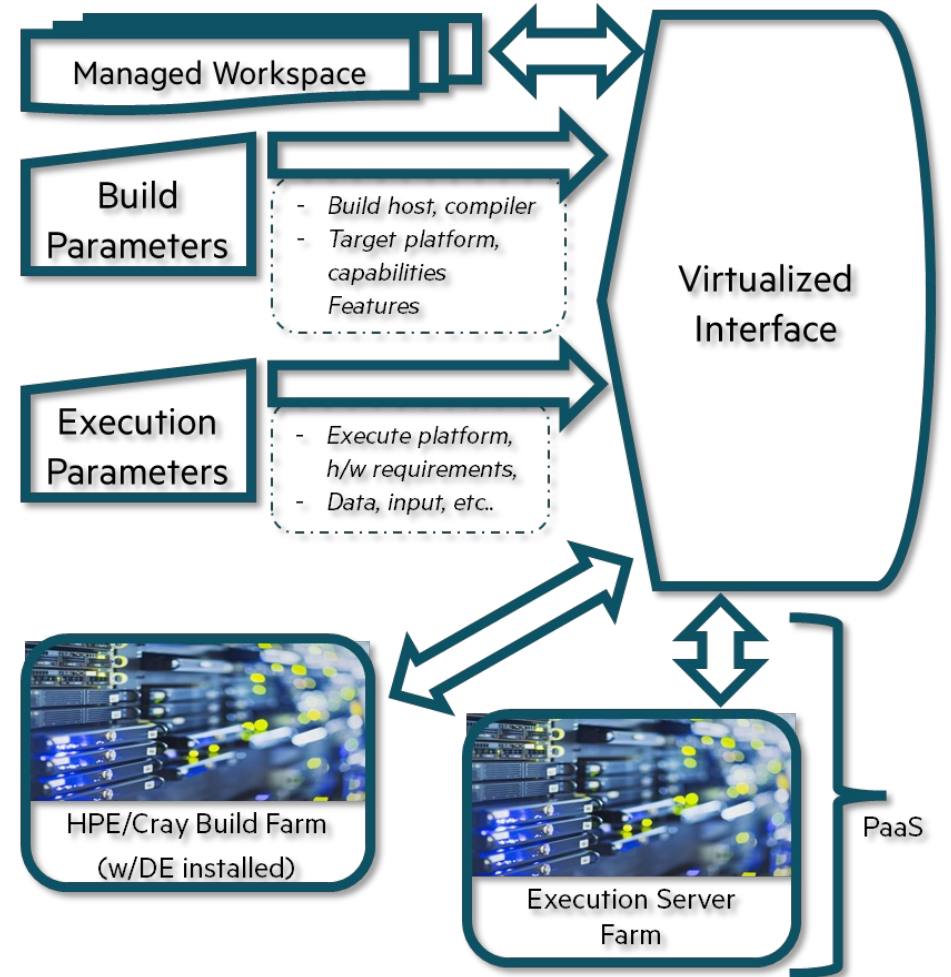 Managed Workspace
Build
Parameters
- Build host, compiler
- Target platform,
capabilities
Features
Virtualized
Interface
Execution
Parameters
- Execute platform,
h/w requirements,
- Data, input, etc..
HPE/Cray Build Farm
(w/DE installed)
Execution Server
Farm
PaaS